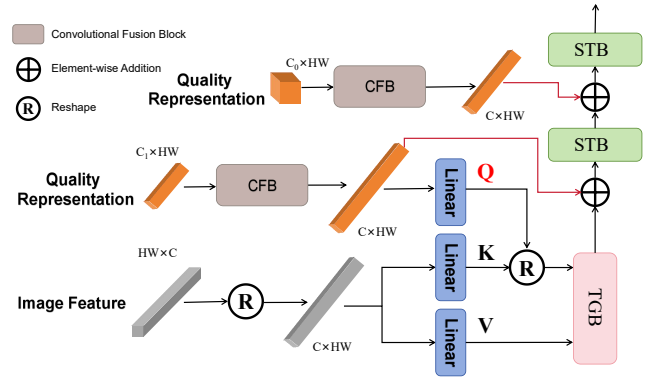 Convolutional Fusion Block
Element-wise Addition
R
Reshape
C₀×HW
Quality
Representation
CFB
C×HW
STB
STB
C₁×HW
Quality
Representation
CFB
C×HW
Linear
Q
HW×C
Image Feature
R
C×HW
Linear
K
R
Linear
V
TGB